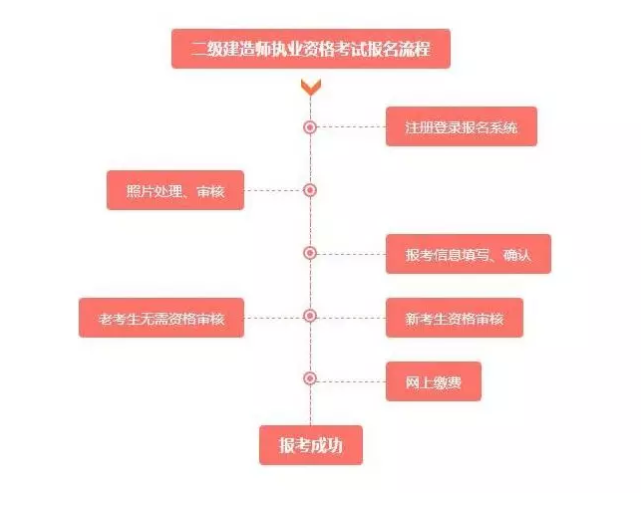 二级建造师执业资格考试报名流程
注册登录报名系统
照片处理、审核
报考信息填写、确认
老考生无需资格审核
新考生资格审核
网上缴费
报考成功